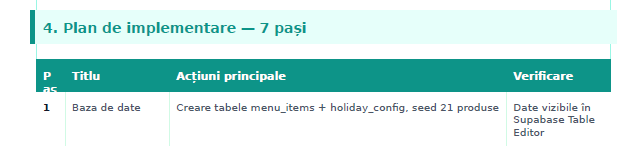 4. Plan de implementare — 7 pași
Pas Titlu Acțiuni principale Verificare
1 Baza de date Creare tabele menu_items + holiday_config, seed 21 produse Date vizibile în
Supabase Table
Editor